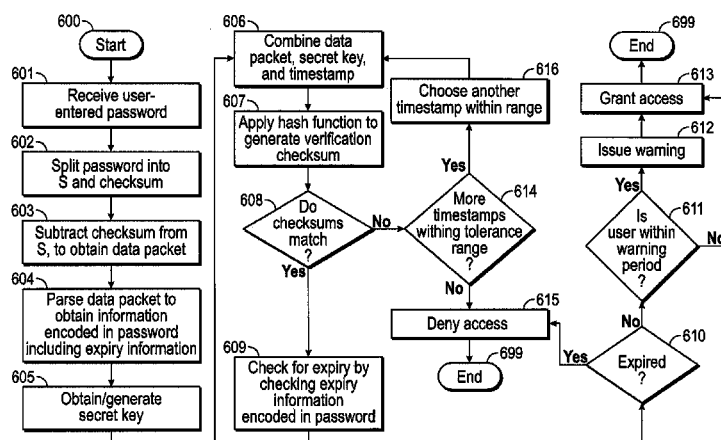 600
Start
601
Receive user-
entered password
602
Split password into
S and checksum
603
Subtract checksum from
S, to obtain data packet
604
Parse data packet to
obtain information
encoded in password
including expiry information
605
Obtain/generate
secret key
606
Combine data
packet, secret key,
and timestamp
607
Apply hash function to
generate verification
checksum
608
Do
checksums
match
?
No
Yes
609
Check for expiry by
checking expiry
information
encoded in password
616
Choose another
timestamp within range
Yes
614
More
timestamps
withing tolerance
range
?
No
615
Deny access
699
End
699
End
613
Grant access
612
Issue warning
Yes
611
Is
user within
warning
period
?
No
No
610
Expired
?
Yes